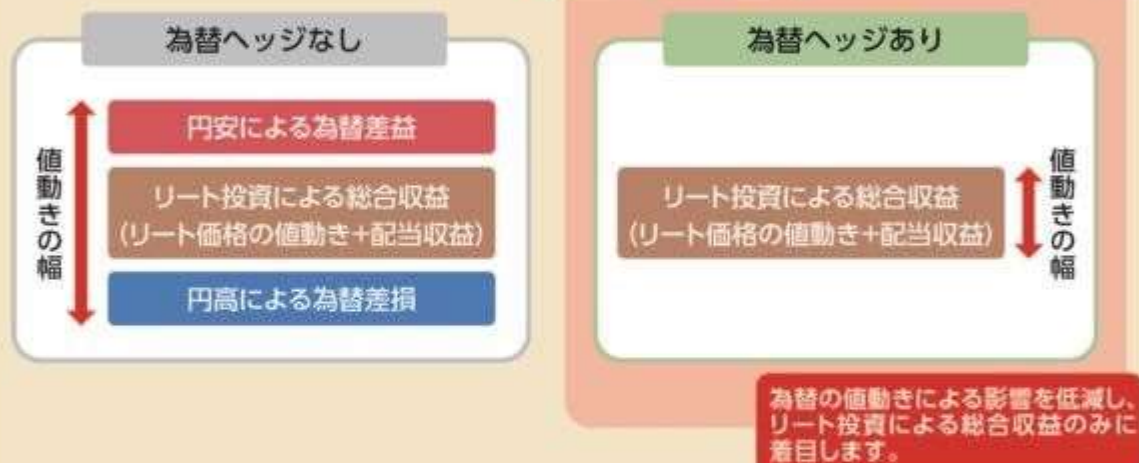 為替ヘッジなし
値動きの幅
円安による為替差益
リート投資による総合収益
(リート価格の値動き+配当収益)
円高による為替差損
為替ヘッジあり
リート投資による総合収益
(リート価格の値動き+配当収益)
値動きの幅
為替の値動きによる影響を低減し、
リート投資による総合収益のみに
着目します。